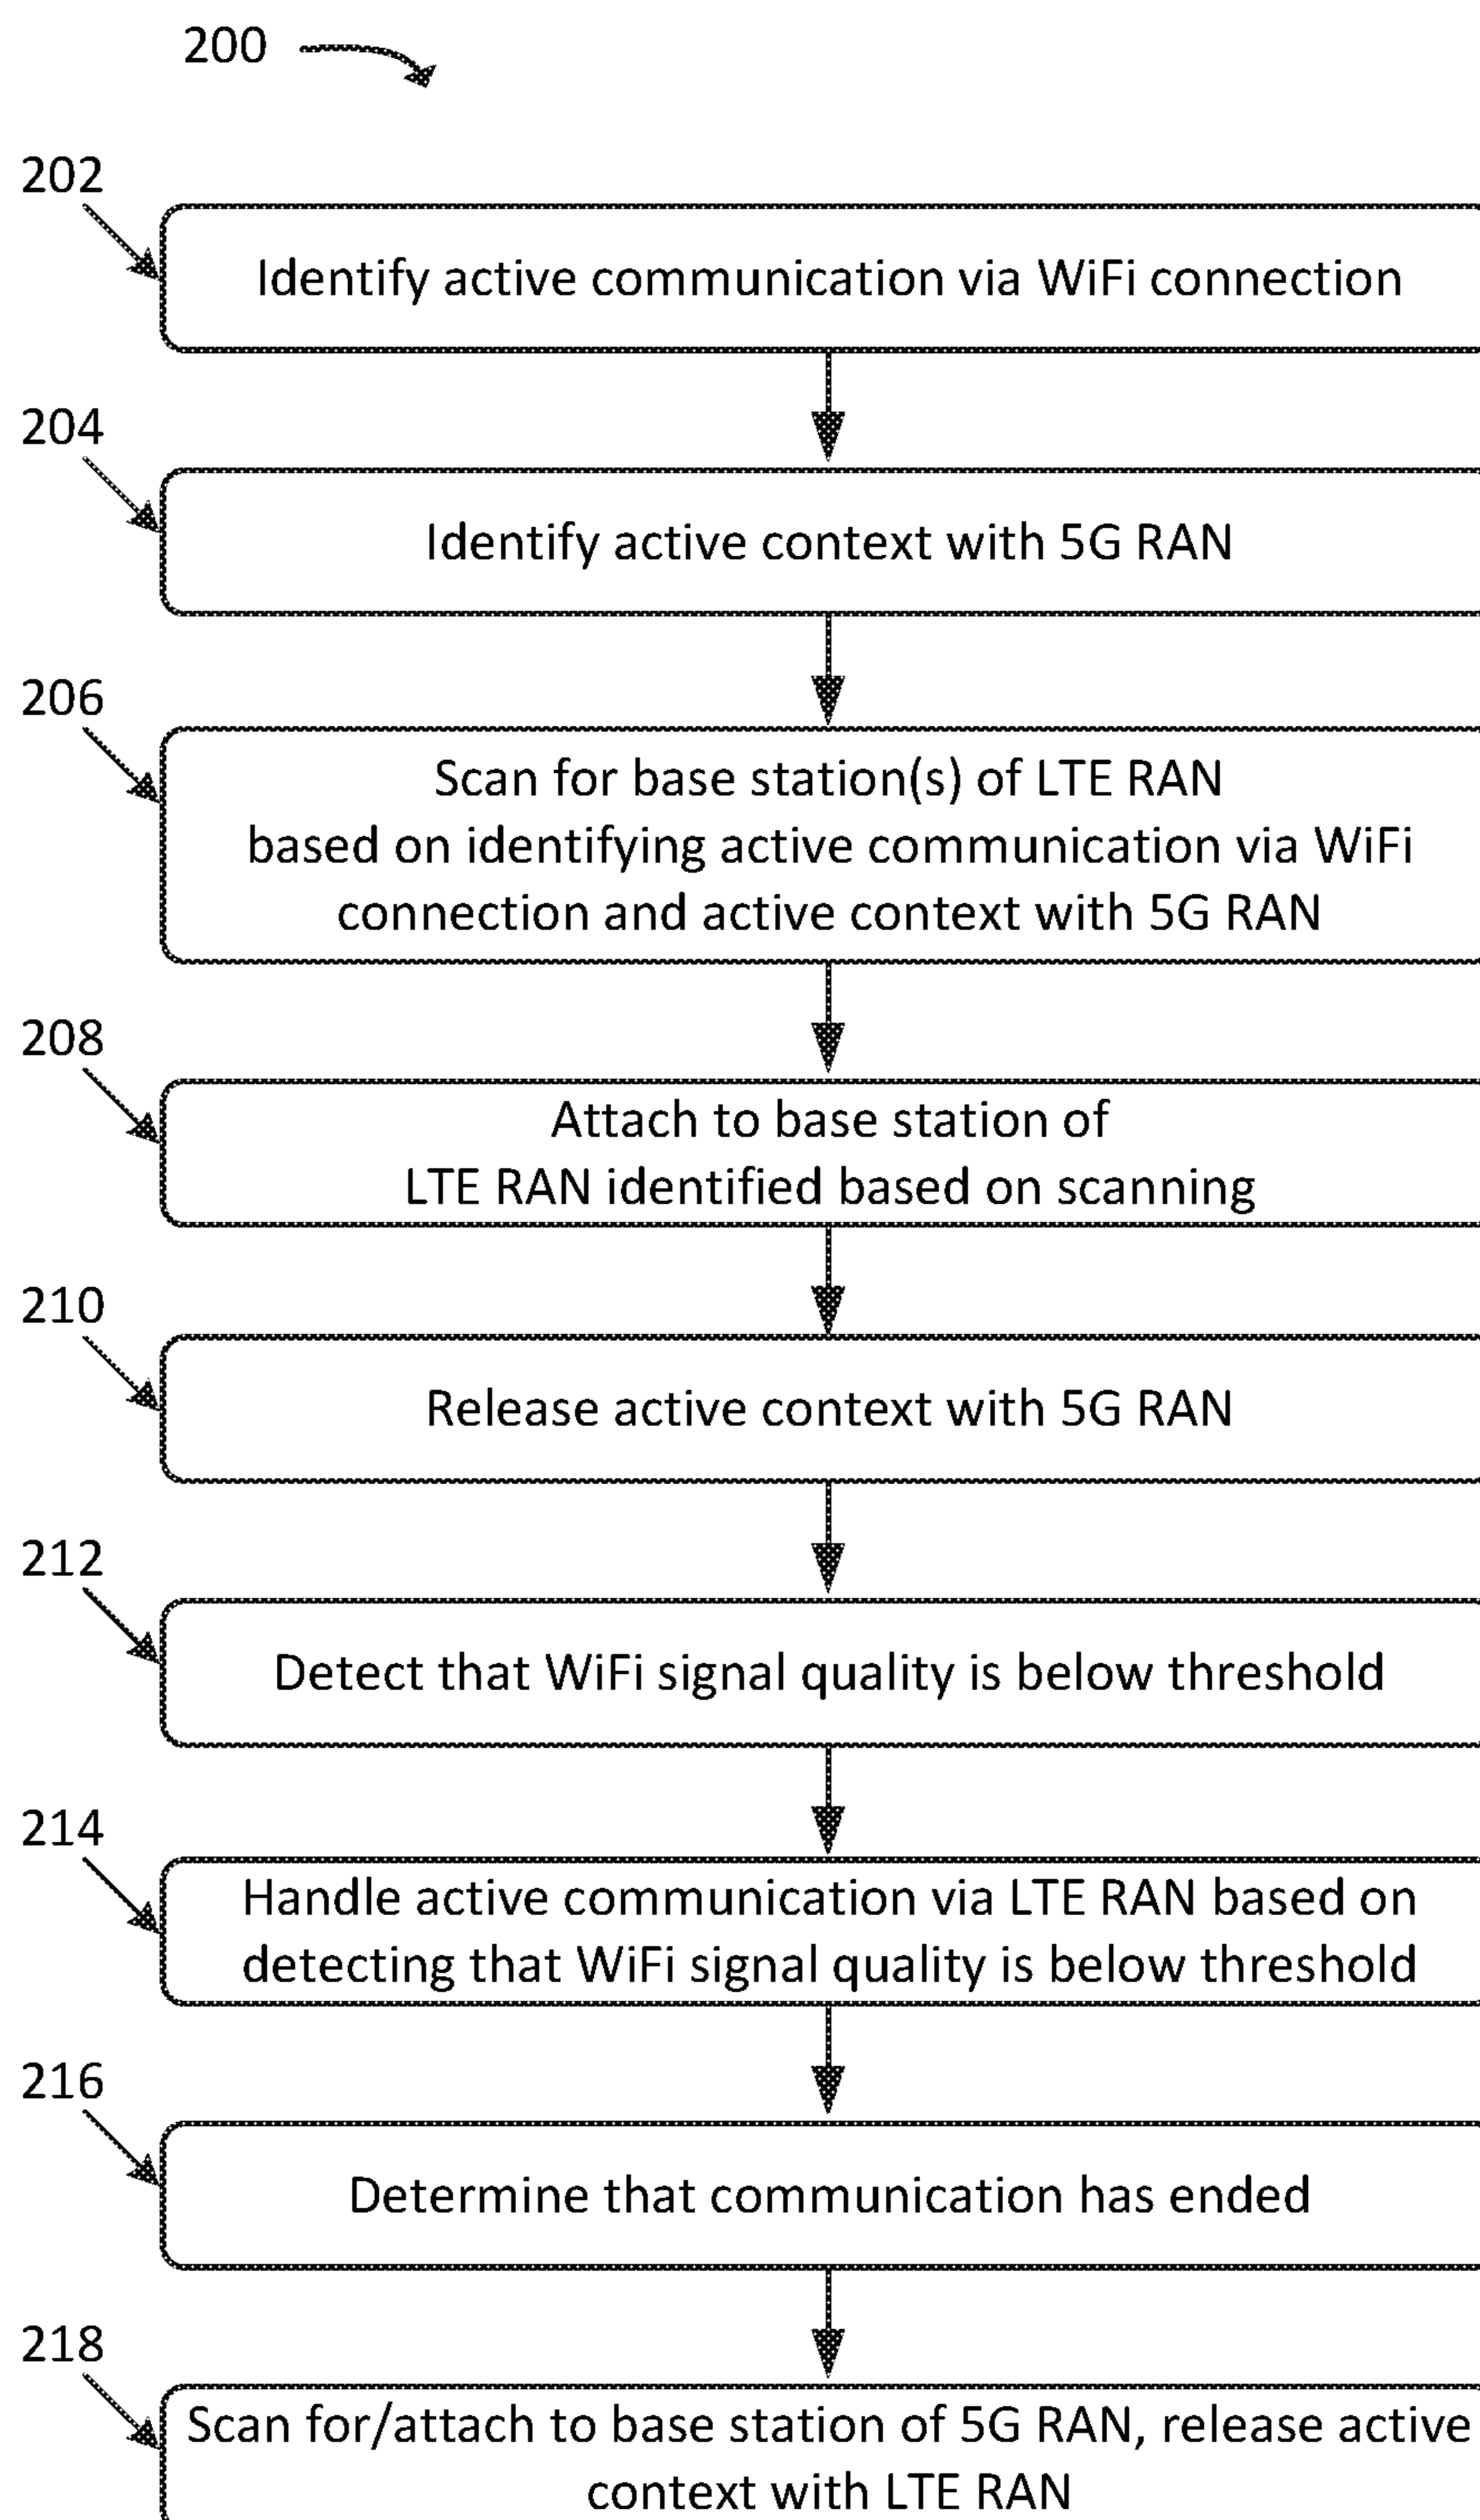 200
202
Identify active communication via WiFi connection
204
Identify active context with 5G RAN
206
Scan for base station(s) of LTE RAN
based on identifying active communication via WiFi
connection and active context with 5G RAN
208
Attach to base station of
LTE RAN identified based on scanning
210
Release active context with 5G RAN
212
Detect that WiFi signal quality is below threshold
214
Handle active communication via LTE RAN based on
detecting that WiFi signal quality is below threshold
216
Determine that communication has ended
218
Scan for/attach to base station of 5G RAN, release active
context with LTE RAN